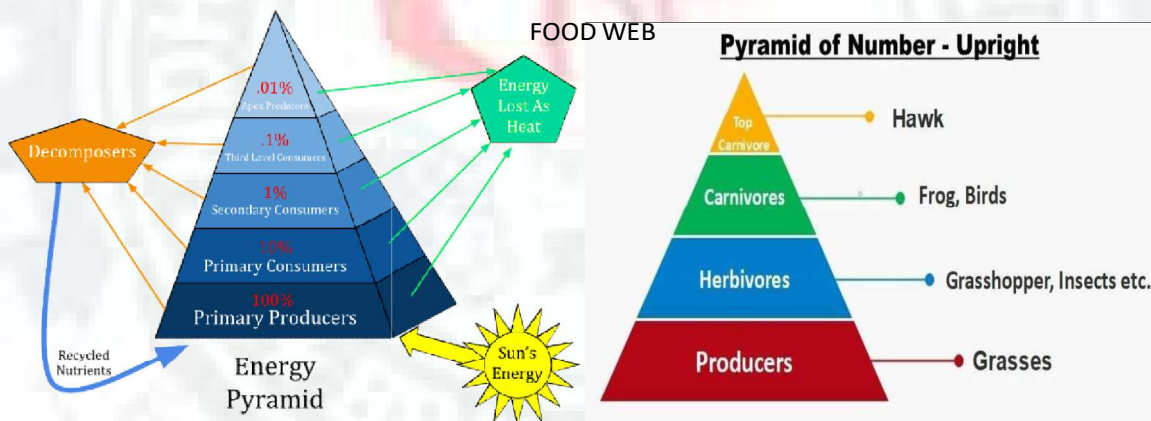 FOOD WEB
.01%
Apex Predators
.1%
Third Level Consumers
1%
Secondary Consumers
10%
Primary Consumers
100%
Primary Producers
Decomposers
Energy
Lost As
Heat
Recycled
Nutrients
Energy
Pyramid
Sun's
Energy
Pyramid of Number - Upright
Top
Carnivore
Hawk
Carnivores
Frog, Birds
Herbivores
Grasshopper, Insects etc.
Producers
Grasses